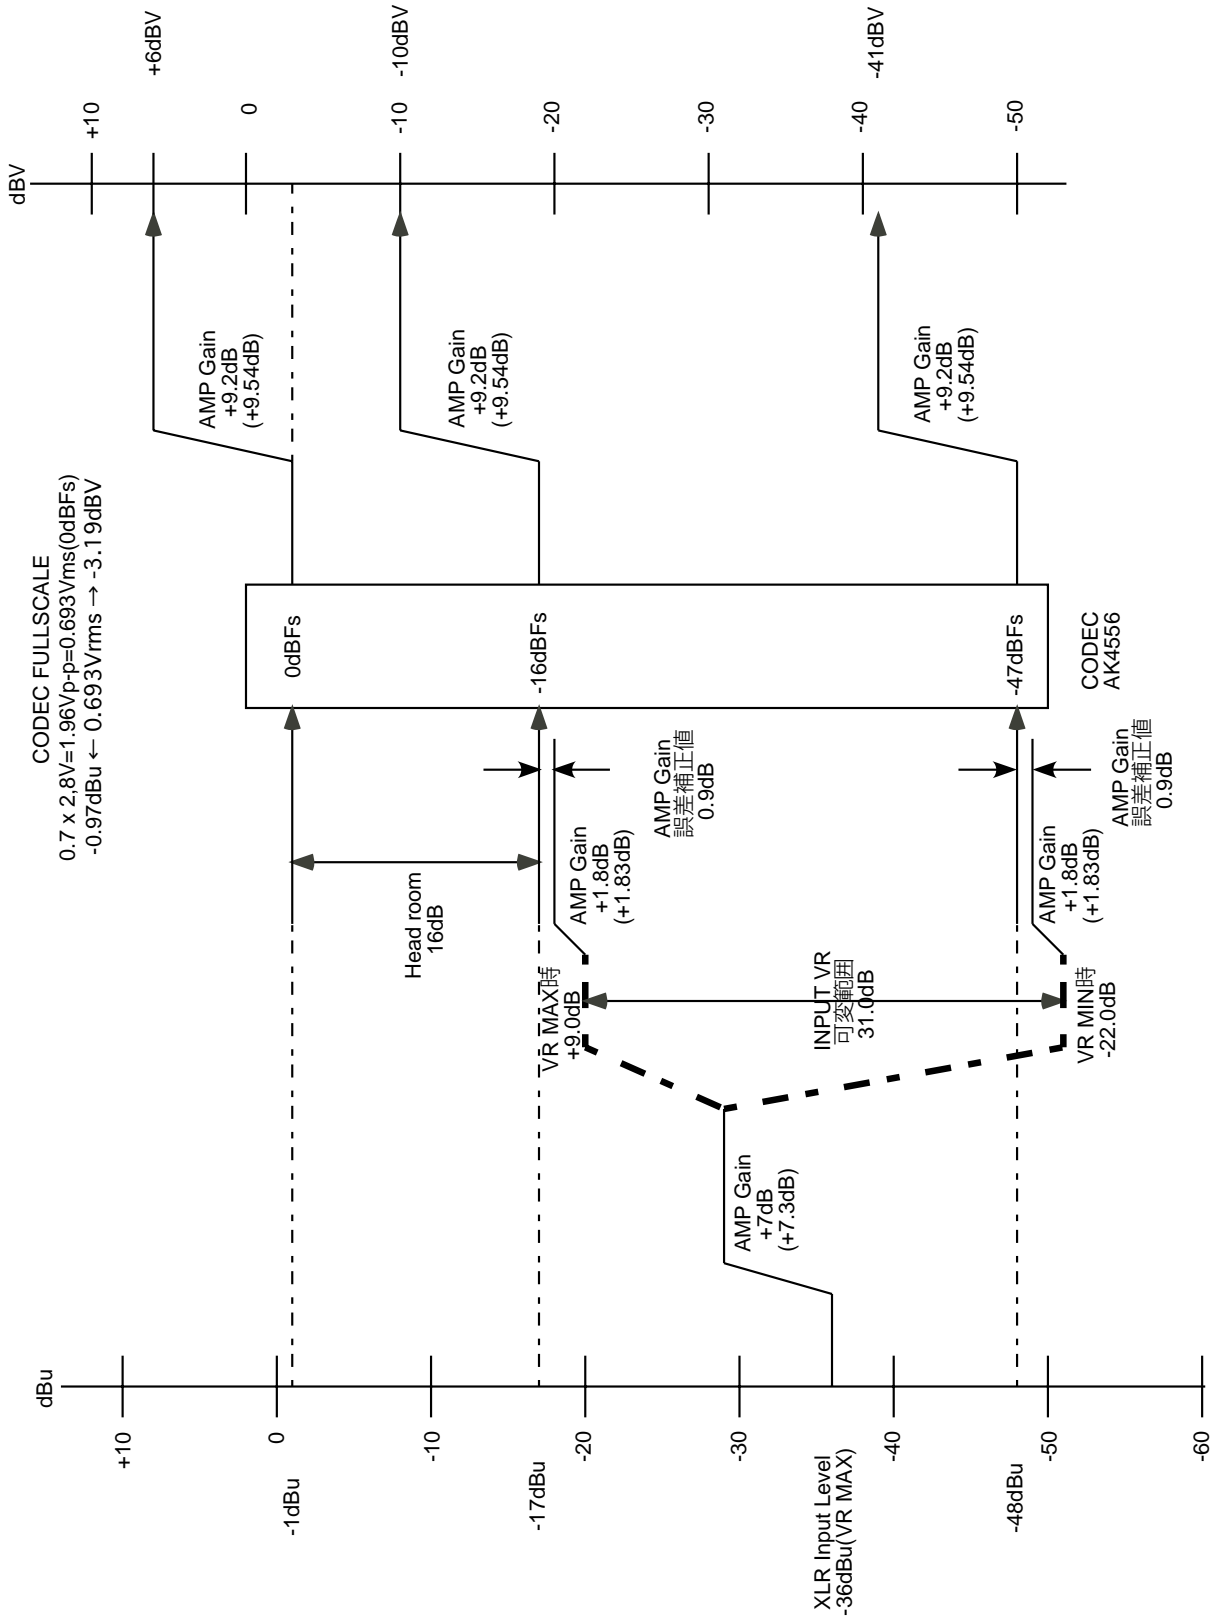 CODEC FULLSCALE
0.7 x 2,8V=1.96Vp-p=0.693Vms(0dBFs)
-0.97dBu ← 0.693Vrms → -3.19dBV
dBu
+10
0
-1dBu
-10
-17dBu
-20
-30
XLR Input Level
-36dBu(VR MAX)
-40
-48dBu
-50
-60
AMP Gain
+7dB
(+7.3dB)
VR MAX時
+9.0dB
INPUT VR
可変範囲
31.0dB
VR MIN時
-22.0dB
Head room
16dB
AMP Gain
+1.8dB
(+1.83dB)
AMP Gain
+1.8dB
(+1.83dB)
AMP Gain
誤差補正値
0.9dB
AMP Gain
誤差補正値
0.9dB
0dBFs
-16dBFs
-47dBFs
CODEC
AK4556
AMP Gain
+9.2dB
(+9.54dB)
AMP Gain
+9.2dB
(+9.54dB)
AMP Gain
+9.2dB
(+9.54dB)
dBV
+10
+6dBV
0
-10
-10dBV
-20
-30
-40
-41dBV
-50